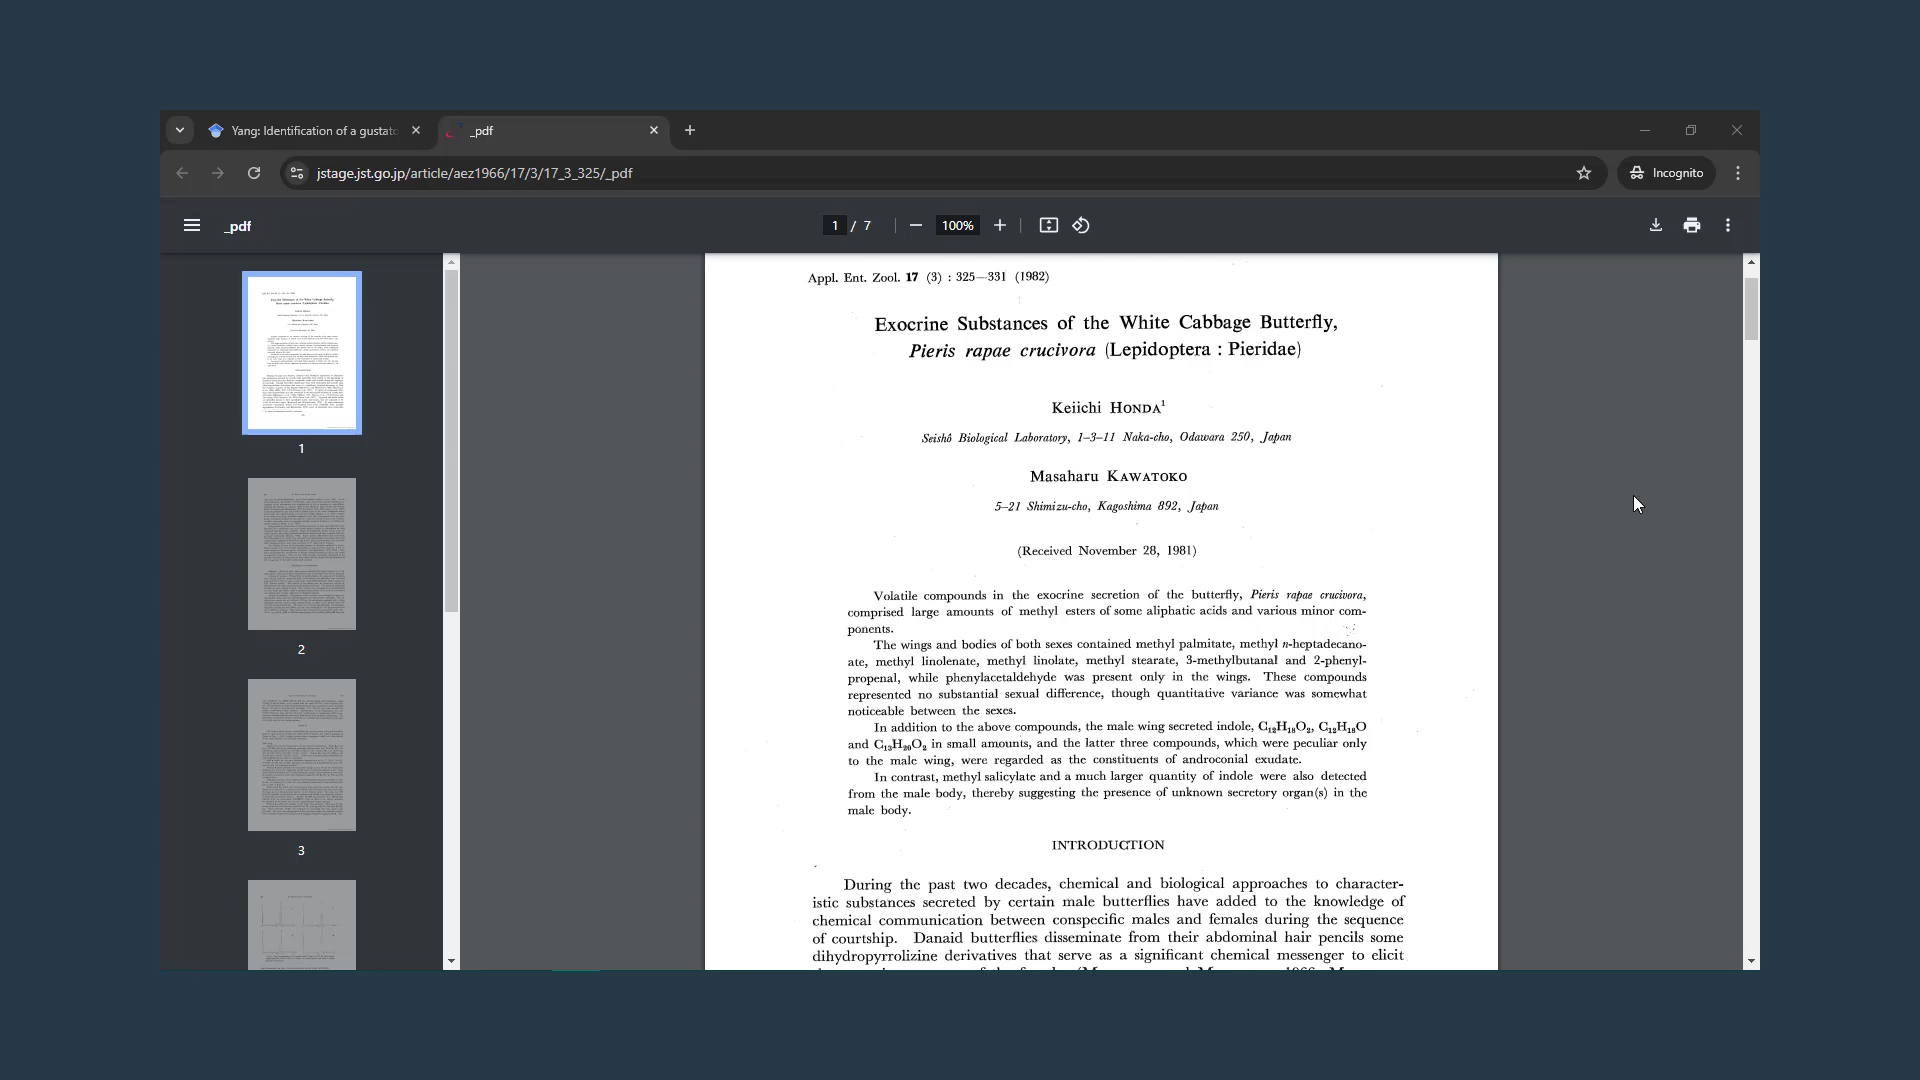 Yang: Identification of a gustato
_pdf
jstage.jst.go.jp/article/aez1966/17/3/17_3_325/_pdf
Incognito
_pdf
1 / 7
100%
1
2
3
Appl. Ent. Zool. 17 (3) : 325—331 (1982)
Exocrine Substances of the White Cabbage Butterfly,
Pieris rapae crucivora (Lepidoptera : Pieridae)
Keiichi HONDA¹
Seishô Biological Laboratory, 1–3–11 Naka-cho, Odawara 250, Japan
Masaharu KAWATOKO
5–21 Shimizu-cho, Kagoshima 892, Japan
(Received November 28, 1981)
Volatile compounds in the exocrine secretion of the butterfly, Pieris rapae crucivora,
comprised large amounts of methyl esters of some aliphatic acids and various minor com-
ponents.
The wings and bodies of both sexes contained methyl palmitate, methyl n-heptadecano-
ate, methyl linolenate, methyl linolate, methyl stearate, 3-methylbutanal and 2-phenyl-
propenal, while phenylacetaldehyde was present only in the wings. These compounds
represented no substantial sexual difference, though quantitative variance was somewhat
noticeable between the sexes.
In addition to the above compounds, the male wing secreted indole, C₁₂H₁₈O₂, C₁₂H₁₈O
and C₁₃H₂₀O₂ in small amounts, and the latter three compounds, which were peculiar only
to the male wing, were regarded as the constituents of androconial exudate.
In contrast, methyl salicylate and a much larger quantity of indole were also detected
from the male body, thereby suggesting the presence of unknown secretory organ(s) in the
male body.
INTRODUCTION
During the past two decades, chemical and biological approaches to character-
istic substances secreted by certain male butterflies have added to the knowledge of
chemical communication between conspecific males and females during the sequence
of courtship. Danaid butterflies disseminate from their abdominal hair pencils some
dihydropyrrolizine derivatives that serve as a significant chemical messenger to elicit